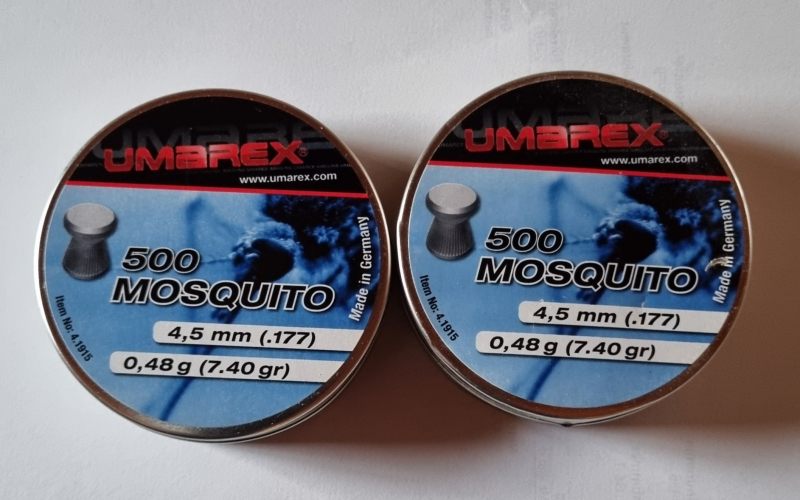 UMAREX®
www.umarex.com
500
MOSQUITO
4,5 mm (.177)
0,48 g (7.40 gr)
Item No: 4.1915
Made in Germany
UMAREX®
www.umarex.com
500
MOSQUITO
4,5 mm (.177)
0,48 g (7.40 gr)
Item No: 4.1915
Made in Germany